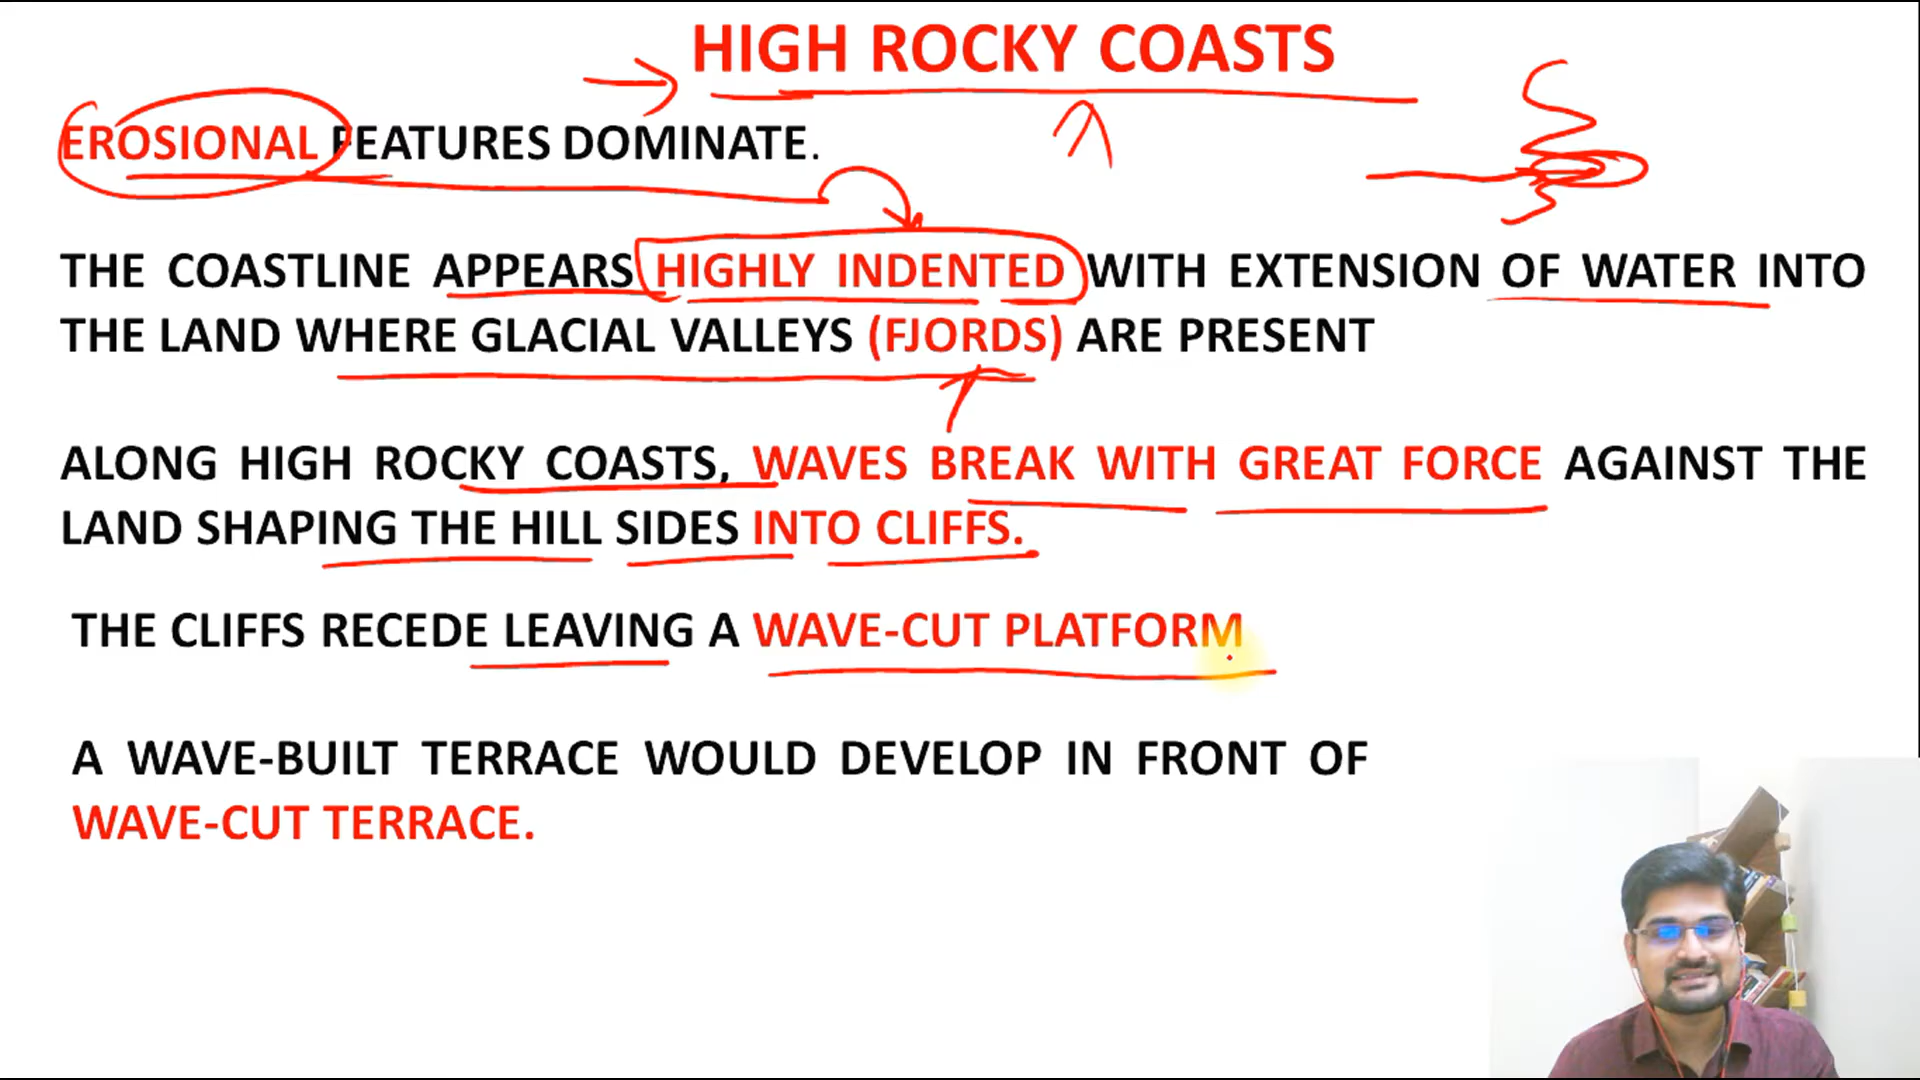 HIGH ROCKY COASTS
EROSIONAL FEATURES DOMINATE.
THE COASTLINE APPEARS HIGHLY INDENTED WITH EXTENSION OF WATER INTO
THE LAND WHERE GLACIAL VALLEYS (FJORDS) ARE PRESENT
ALONG HIGH ROCKY COASTS, WAVES BREAK WITH GREAT FORCE AGAINST THE
LAND SHAPING THE HILL SIDES INTO CLIFFS.
THE CLIFFS RECEDE LEAVING A WAVE-CUT PLATFORM
A WAVE-BUILT TERRACE WOULD DEVELOP IN FRONT OF
WAVE-CUT TERRACE.